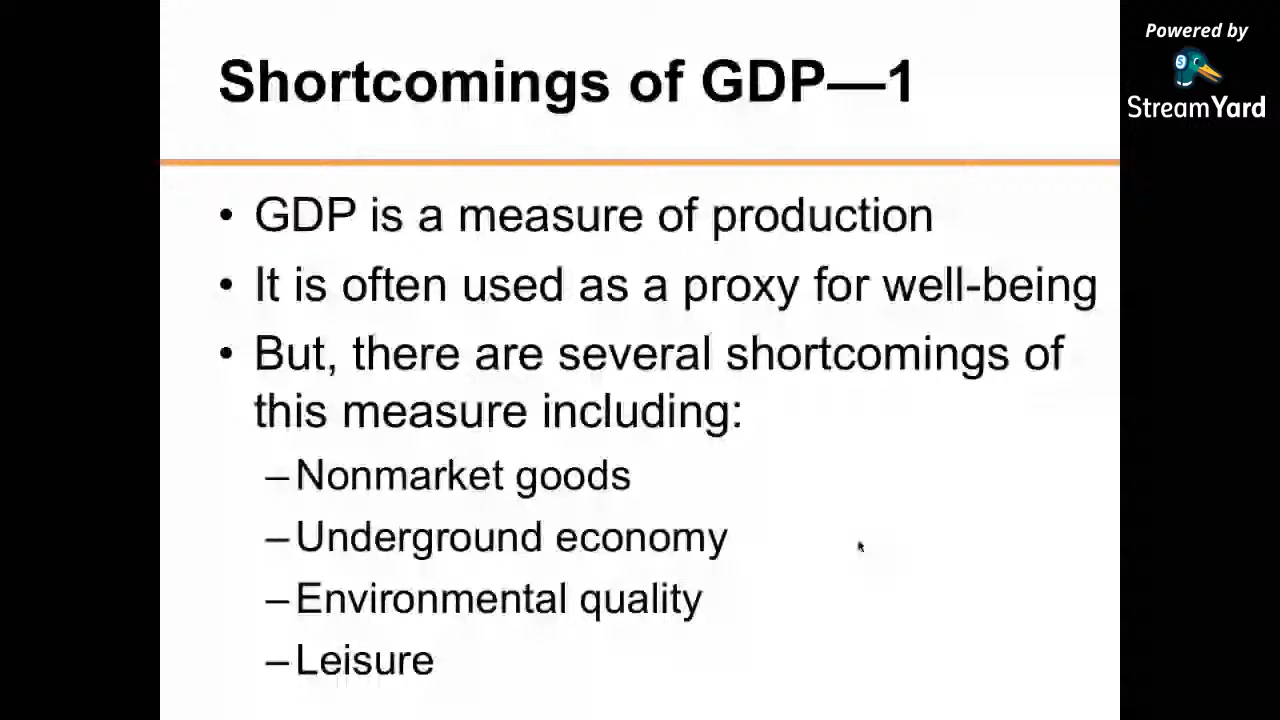 Shortcomings of GDP—1
Powered by
StreamYard
• GDP is a measure of production
• It is often used as a proxy for well-being
• But, there are several shortcomings of
this measure including:
–Nonmarket goods
–Underground economy
–Environmental quality
–Leisure